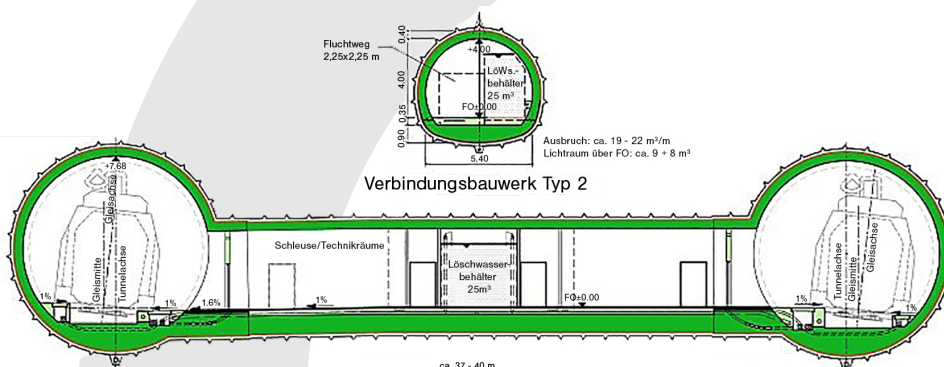 0.40
Fluchtweg
2,25x2,25 m
+4.00
LöWs.-
behälter
25 m³
4.00
FO±0.00
0.35
0.90
5.40
Ausbruch: ca. 19 - 22 m³/m
Lichtraum über FO: ca. 9 + 8 m³
Verbindungsbauwerk Typ 2
+7.68
Gleisachse
Gleismitte
Tunnelachse
Schleuse/Technikräume
Löschwasser-
behälter
25m³
Gleisachse
Tunnelachse
Gleismitte
1%
1%
1.6%
1%
FO±0.00
1%
1%
ca. 37 - 40 m